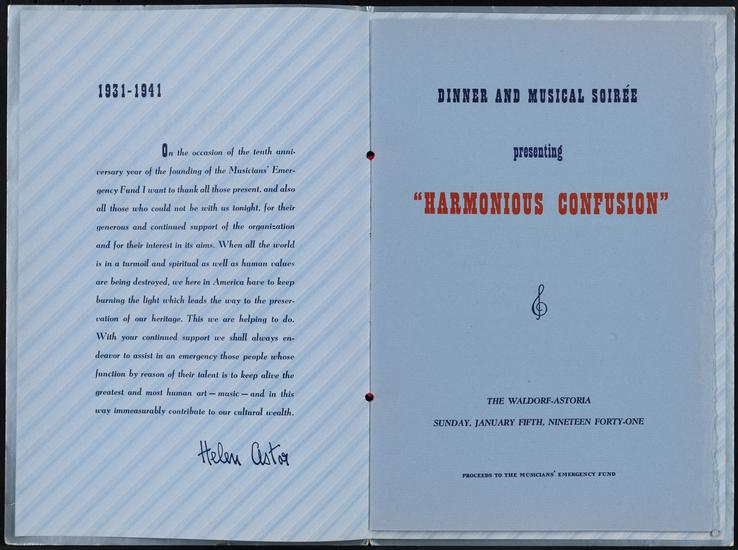 1931-1941
On the occasion of the tenth anni-
versary year of the founding of the Musicians' Emer-
gency Fund I want to thank all those present, and also
all those who could not be with us tonight, for their
generous and continued support of the organization
and for their interest in its aims. When all the world
is in a turmoil and spiritual as well as human values
are being destroyed, we here in America have to keep
burning the light which leads the way to the preser-
vation of our heritage. This we are helping to do.
With your continued support we shall always en-
deavor to assist in an emergency those people whose
function by reason of their talent is to keep alive the
greatest and most human art — music — and in this
way immeasurably contribute to our cultural wealth.
Helen Astor
DINNER AND MUSICAL SOIRÉE
presenting
"HARMONIOUS CONFUSION"
THE WALDORF-ASTORIA
SUNDAY, JANUARY FIFTH, NINETEEN FORTY-ONE
PROCEEDS TO THE MUSICIANS' EMERGENCY FUND